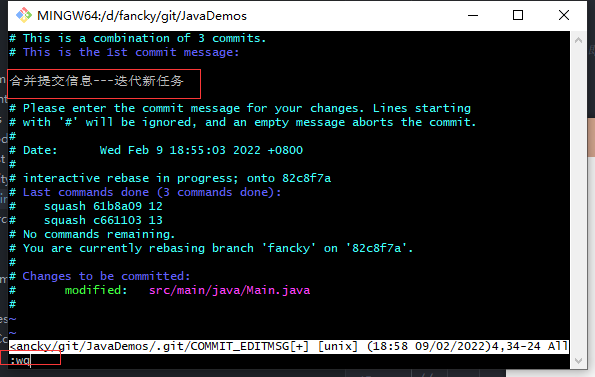 MINGW64:/d/fancky/git/JavaDemos
# This is a combination of 3 commits.
# This is the 1st commit message:
合并提交信息---迭代新任务
# Please enter the commit message for your changes. Lines starting
# with '#' will be ignored, and an empty message aborts the commit.
#
# Date:      Wed Feb 9 18:55:03 2022 +0800
#
# interactive rebase in progress; onto 82c8f7a
# Last commands done (3 commands done):
#    squash 61b8a09 12
#    squash c661103 13
# No commands remaining.
# You are currently rebasing branch 'fancky' on '82c8f7a'.
#
# Changes to be committed:
#       modified:   src/main/java/Main.java
#
~
~
<ancky/git/JavaDemos/.git/COMMIT_EDITMSG[+] [unix] (18:58 09/02/2022)4,34-24 All
:wq